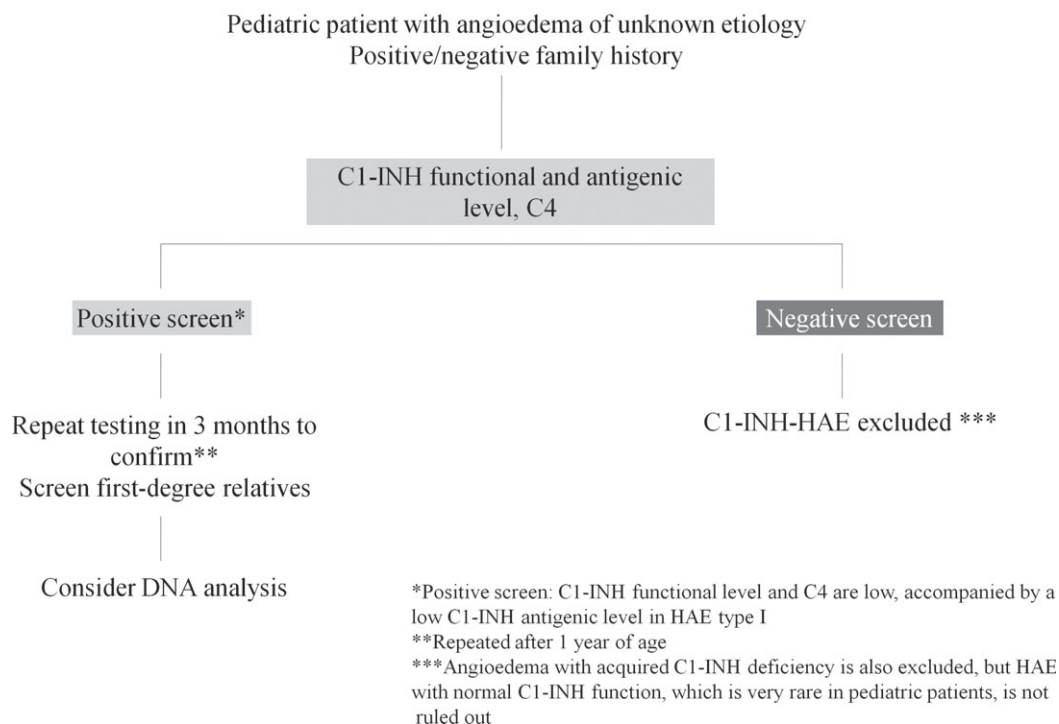 Pediatric patient with angioedema of unknown etiology
Positive/negative family history
C1-INH functional and antigenic
level, C4
Positive screen*
Negative screen
Repeat testing in 3 months to
confirm**
Screen first-degree relatives
C1-INH-HAE excluded ***
Consider DNA analysis
*Positive screen: C1-INH functional level and C4 are low, accompanied by a
low C1-INH antigenic level in HAE type I
**Repeated after 1 year of age
***Angioedema with acquired C1-INH deficiency is also excluded, but HAE
with normal C1-INH function, which is very rare in pediatric patients, is not
ruled out